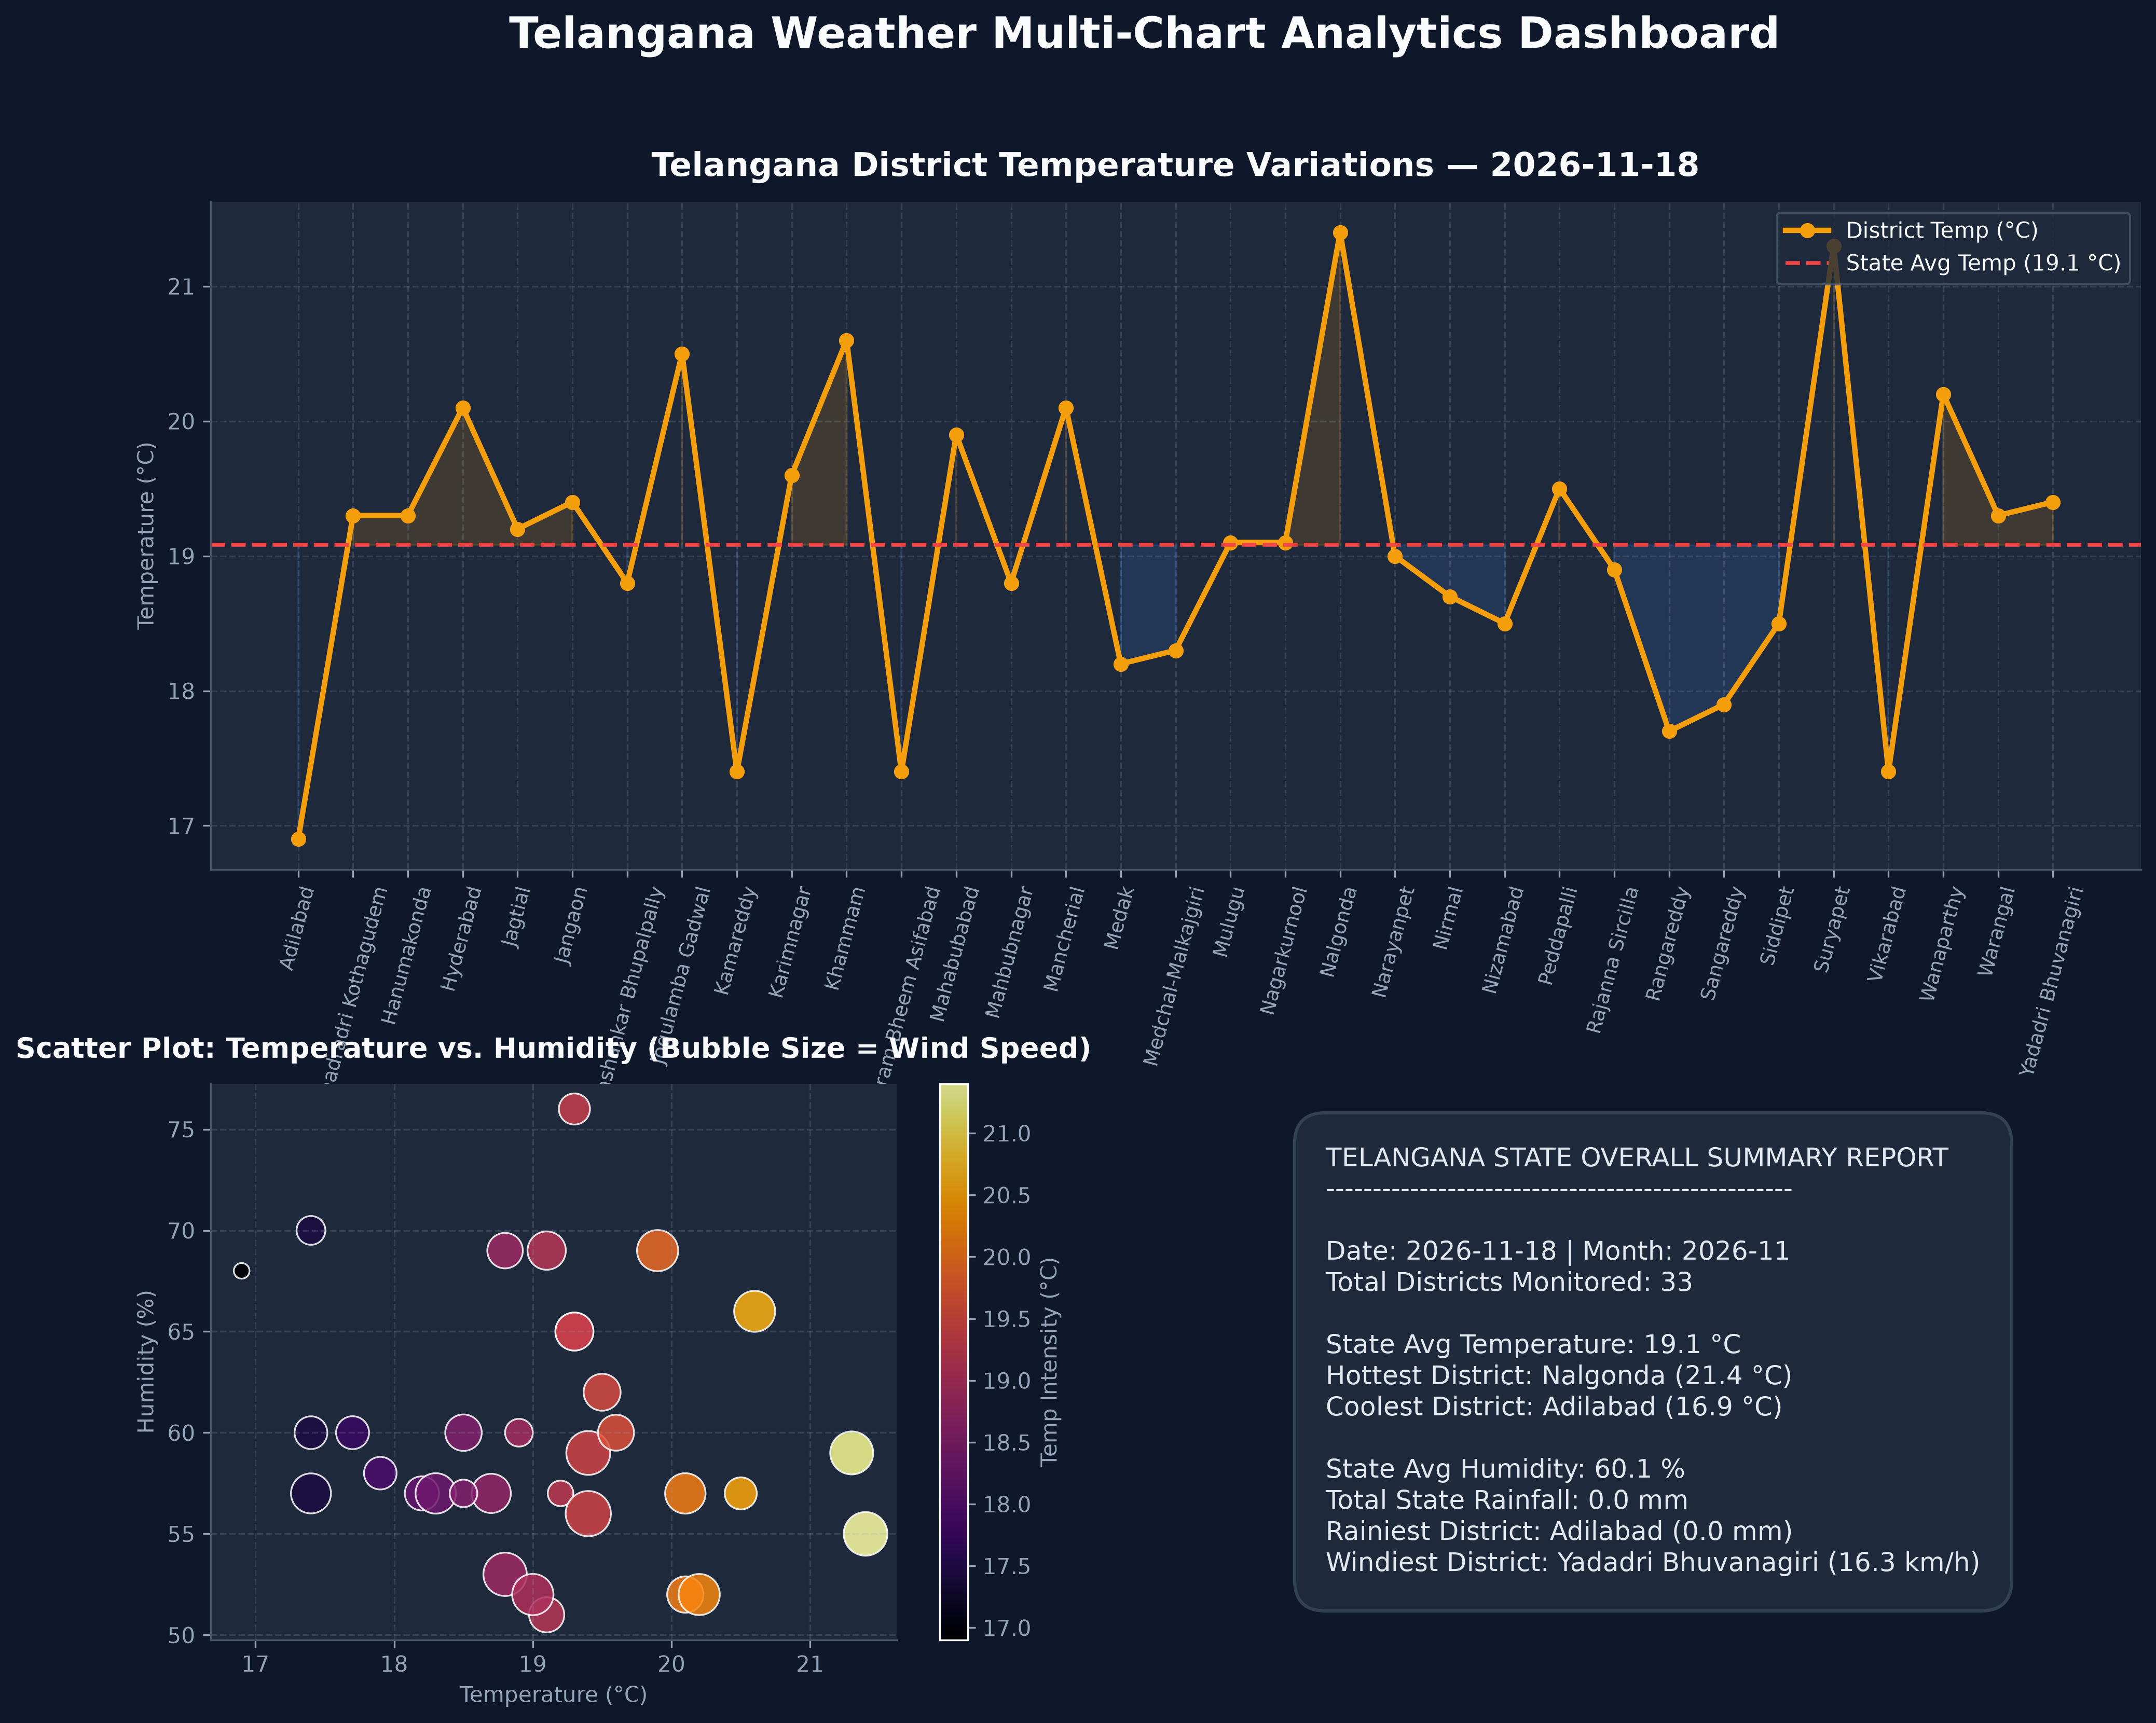 Telangana Weather Multi-Chart Analytics Dashboard
Telangana District Temperature Variations — 2026-11-18
District Temp (°C)
State Avg Temp (19.1 °C)
Temperature (°C)
21
20
19
18
17
Adilabad
Kothagudem
Hanumakonda
Hyderabad
Jagtial
Jangaon
Bhupalpally
Jogulamba Gadwal
Kamareddy
Karimnagar
Khammam
Bheem Asifabad
Mahabubabad
Mahbubnagar
Mancherial
Medak
Medchal-Malkajgiri
Mulugu
Nagarkurnool
Nalgonda
Narayanpet
Nirmal
Nizamabad
Peddapalli
Rajanna Sircilla
Rangareddy
Sangareddy
Siddipet
Suryapet
Vikarabad
Wanaparthy
Warangal
Yadadri Bhuvanagiri
Scatter Plot: Temperature vs. Humidity (Bubble Size = Wind Speed)
Humidity (%)
75
70
65
60
55
50
17
18
19
20
21
Temperature (°C)
21.0
20.5
20.0
19.5
19.0
18.5
18.0
17.5
17.0
Temp Intensity (°C)
TELANGANA STATE OVERALL SUMMARY REPORT
--------------------------------------------------
Date: 2026-11-18 | Month: 2026-11
Total Districts Monitored: 33
State Avg Temperature: 19.1 °C
Hottest District: Nalgonda (21.4 °C)
Coolest District: Adilabad (16.9 °C)
State Avg Humidity: 60.1 %
Total State Rainfall: 0.0 mm
Rainiest District: Adilabad (0.0 mm)
Windiest District: Yadadri Bhuvanagiri (16.3 km/h)